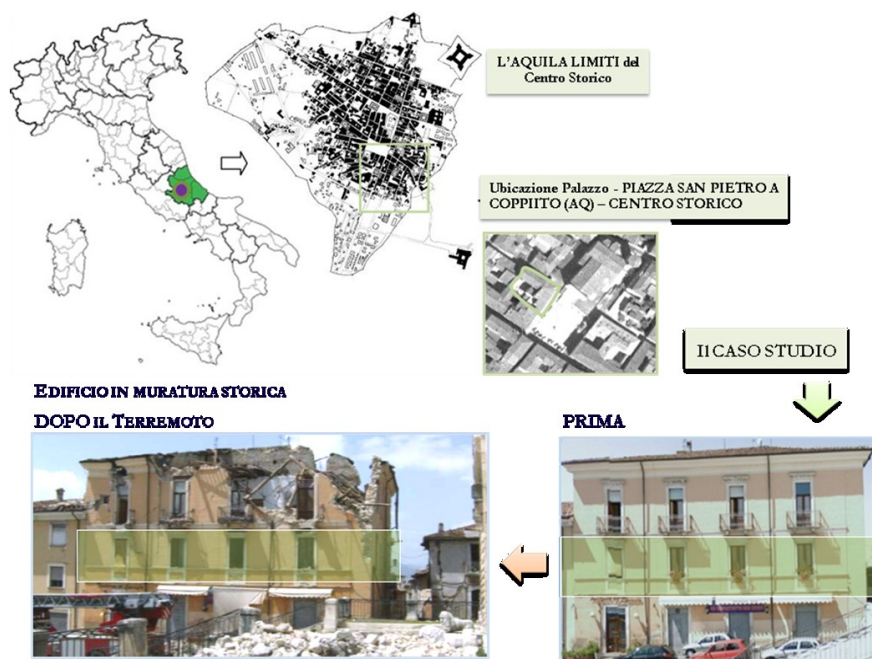 L'AQUILA LIMITI del
Centro Storico
Ubicazione Palazzo - PIAZZA SAN PIETRO A
COPPIITO (AQ) – CENTRO STORICO
Il CASO STUDIO
EDIFICIO IN MURATURA STORICA
DOPO IL TERREMOTO
PRIMA